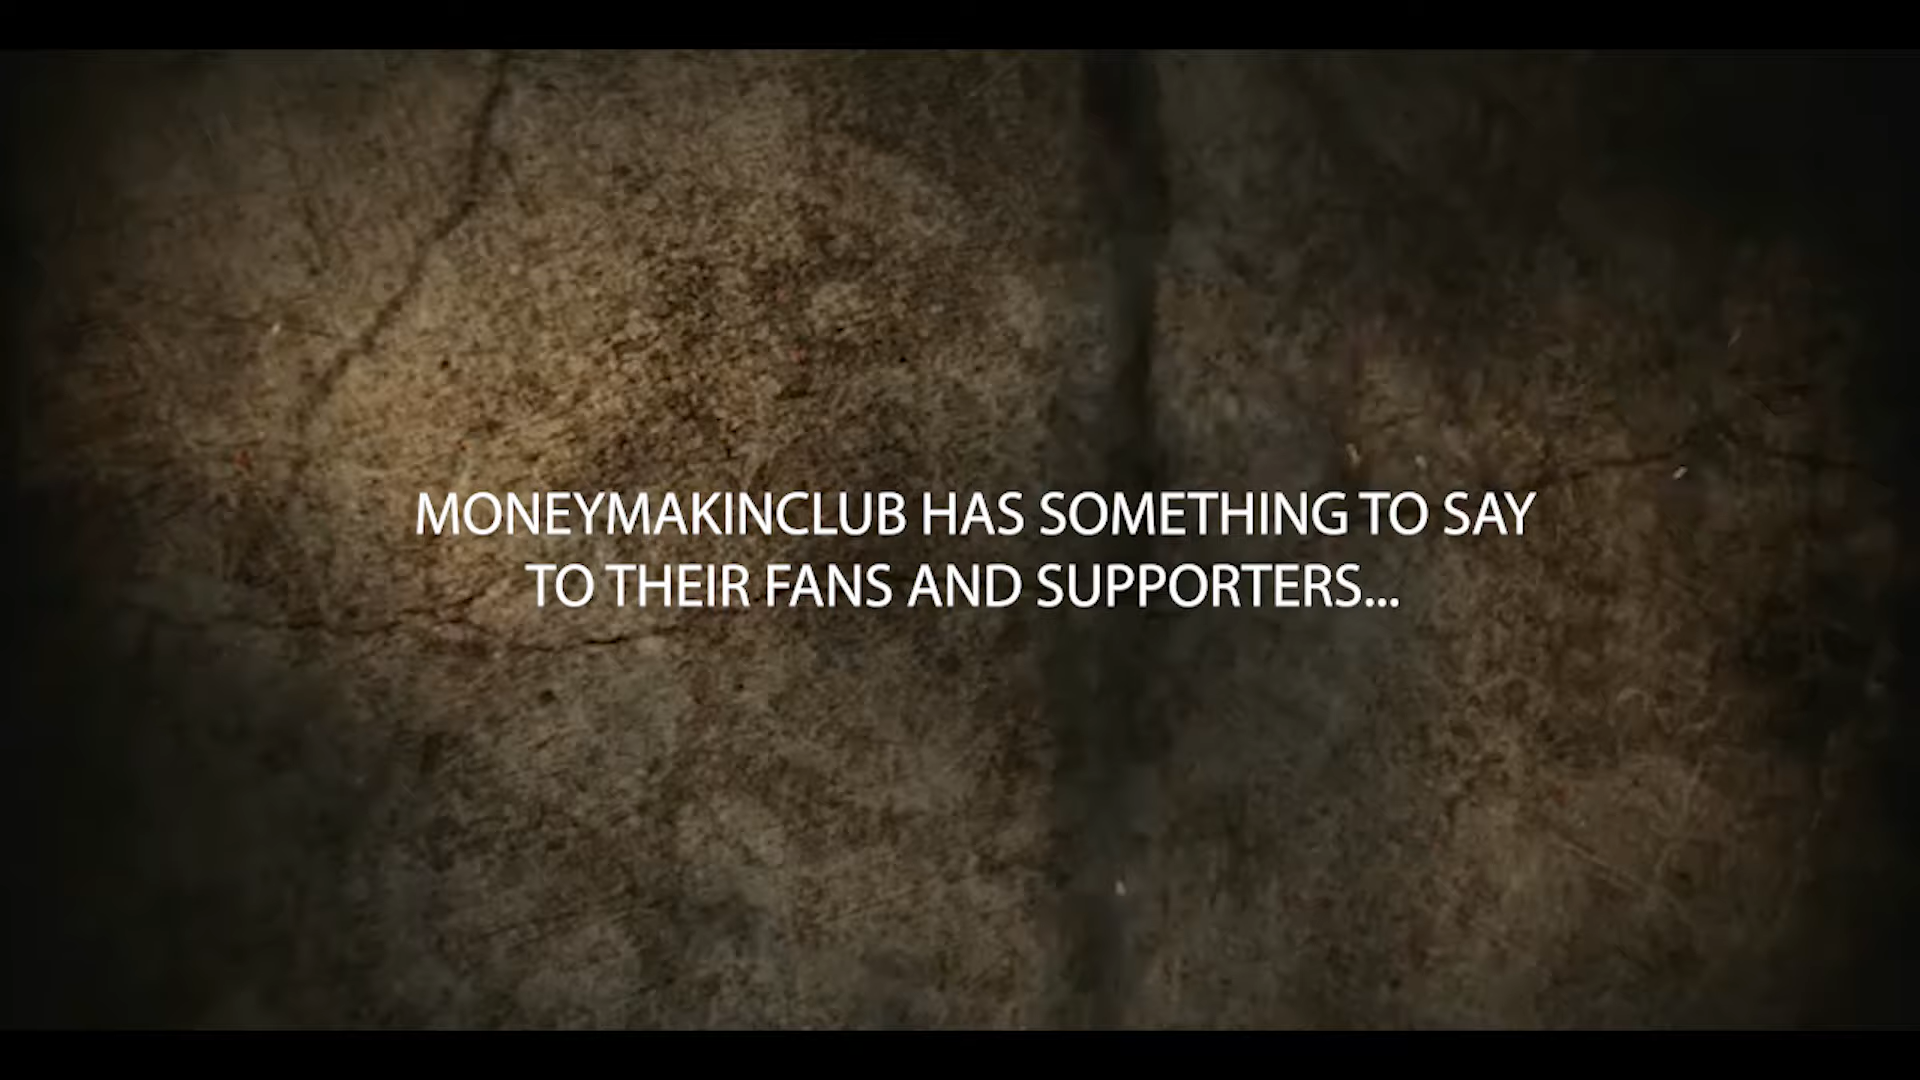 MONEYMAKINCLUB HAS SOMETHING TO SAY
TO THEIR FANS AND SUPPORTERS...